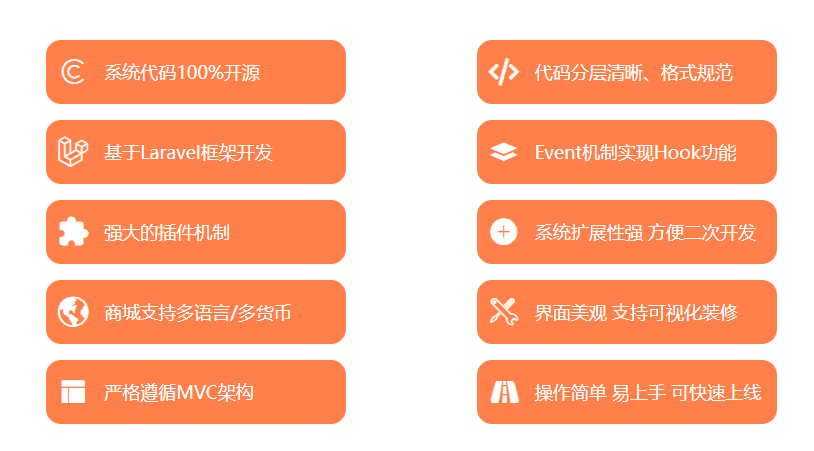 系统代码100%开源
代码分层清晰、格式规范
基于Laravel框架开发
Event机制实现Hook功能
强大的插件机制
系统扩展性强 方便二次开发
商城支持多语言/多货币
界面美观 支持可视化装修
严格遵循MVC架构
操作简单 易上手 可快速上线